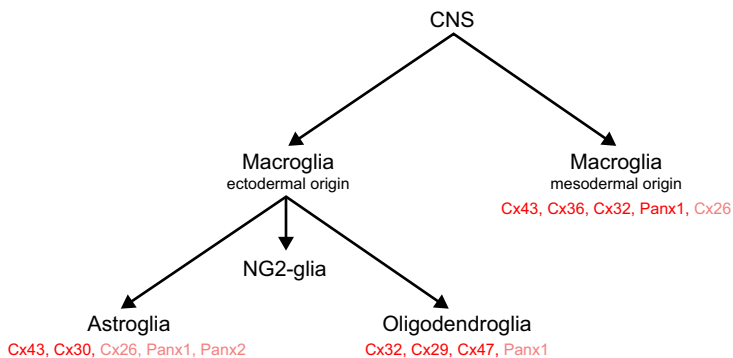 CNS
Macroglia
ectodermal origin
Macroglia
mesodermal origin
Cx43, Cx36, Cx32, Panx1, Cx26
NG2-glia
Astroglia
Cx43, Cx30, Cx26, Panx1, Panx2
Oligodendroglia
Cx32, Cx29, Cx47, Panx1